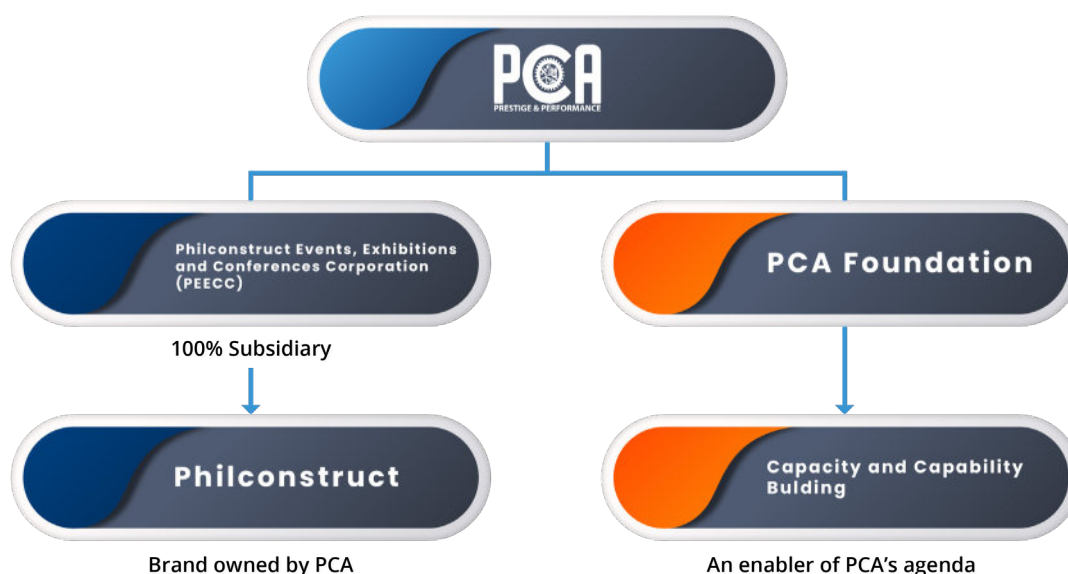 PCA
PRESTIGE & PERFORMANCE
Philconstruct Events, Exhibitions
and Conferences Corporation
(PEECC)
100% Subsidiary
Philconstruct
Brand owned by PCA
PCA Foundation
Capacity and Capability
Bulding
An enabler of PCA’s agenda